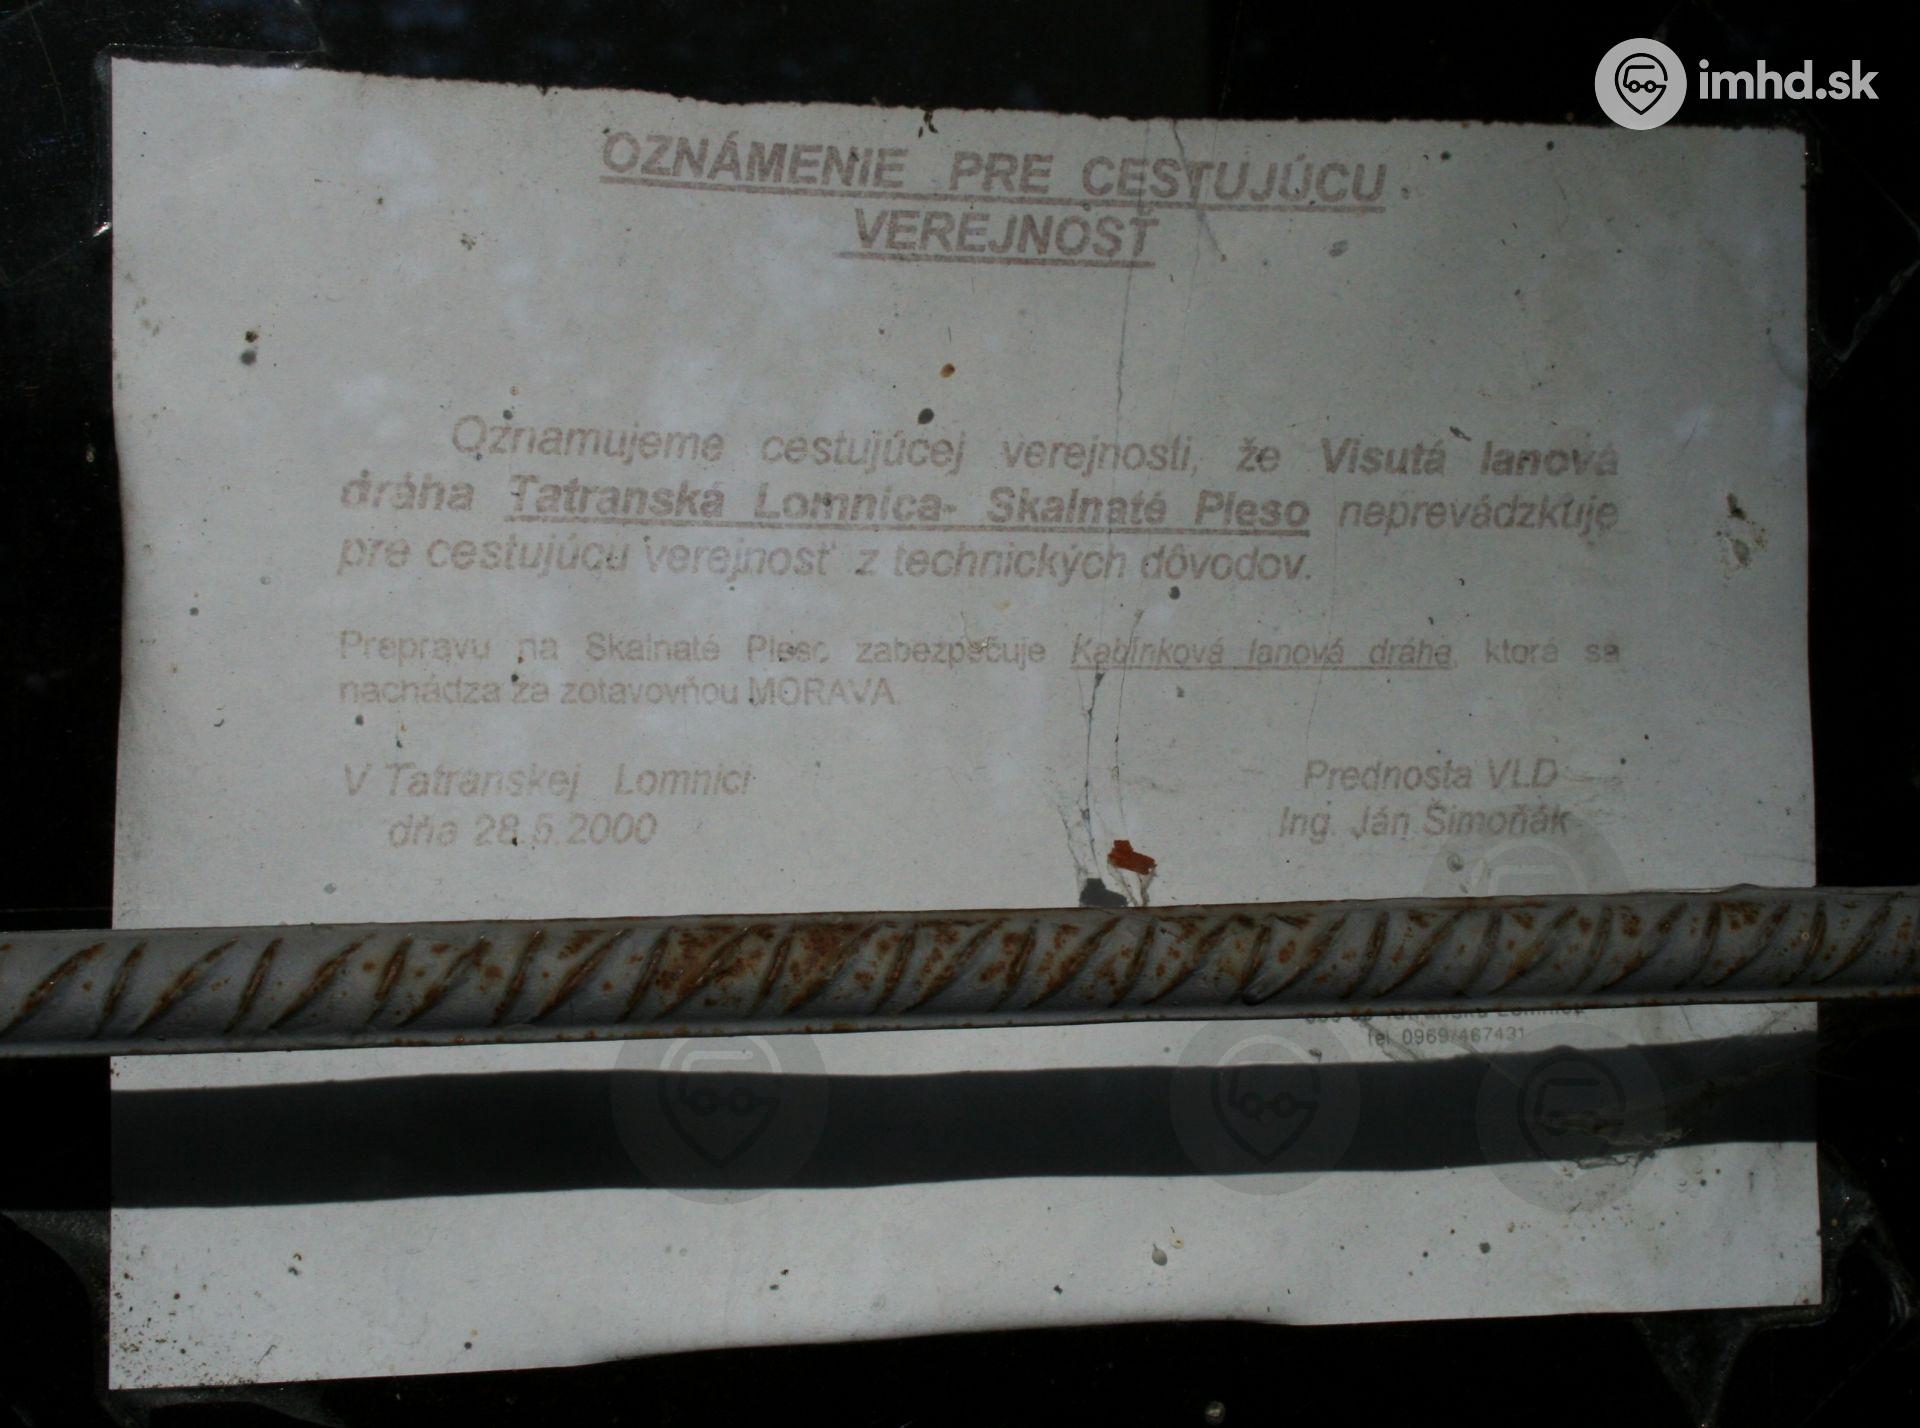 imhd.sk
OZNÁMENIE PRE CESTUJÚCU
VEREJNOSŤ
Oznamujeme cestujúcej verejnosti, že Visutá lanová
dráha Tatranská Lomnica- Skalnaté Pleso neprevádzkuje
pre cestujúcu verejnosť z technických dôvodov.
Prepravu na Skalnaté Pleso zabezpečuje Kabínková lanová dráha, ktorá sa
nachádza za zotavovňou MORAVA.
V Tatranskej Lomnici
dňa 28.5.2000
Prednosta VLD
Ing. Ján Šimoňák
Tatranská Lomnica
tel. 0969/467431